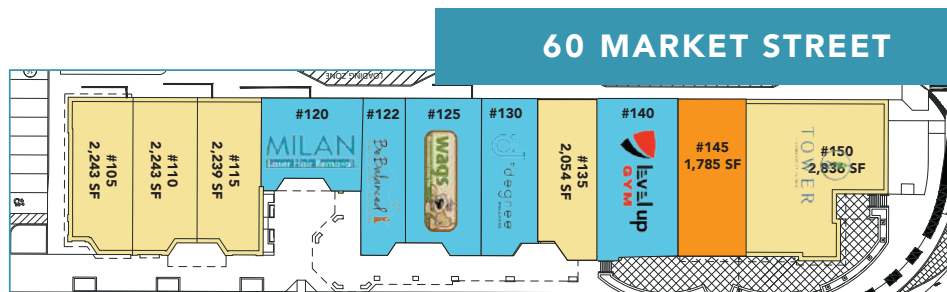 60 MARKET STREET
LOADING ZONE
#105
2,243 SF
#110
2,243 SF
#115
2,239 SF
#120
MILAN
Laser Hair Removal
#122
BeBalanced
#125
wags
#130
degree
#135
2,054 SF
#140
level up
GYM
#145
1,785 SF
#150
2,836 SF
TOWER